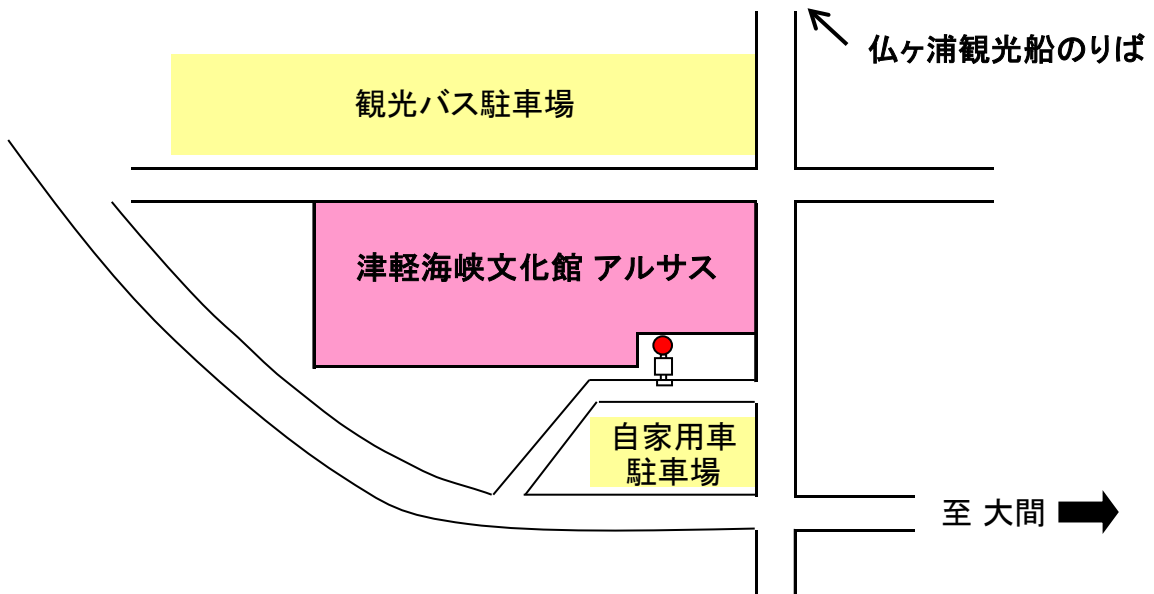 仏ヶ浦観光船のりば
観光バス駐車場
津軽海峡文化館 アルサス
自家用車
駐車場
至 大間